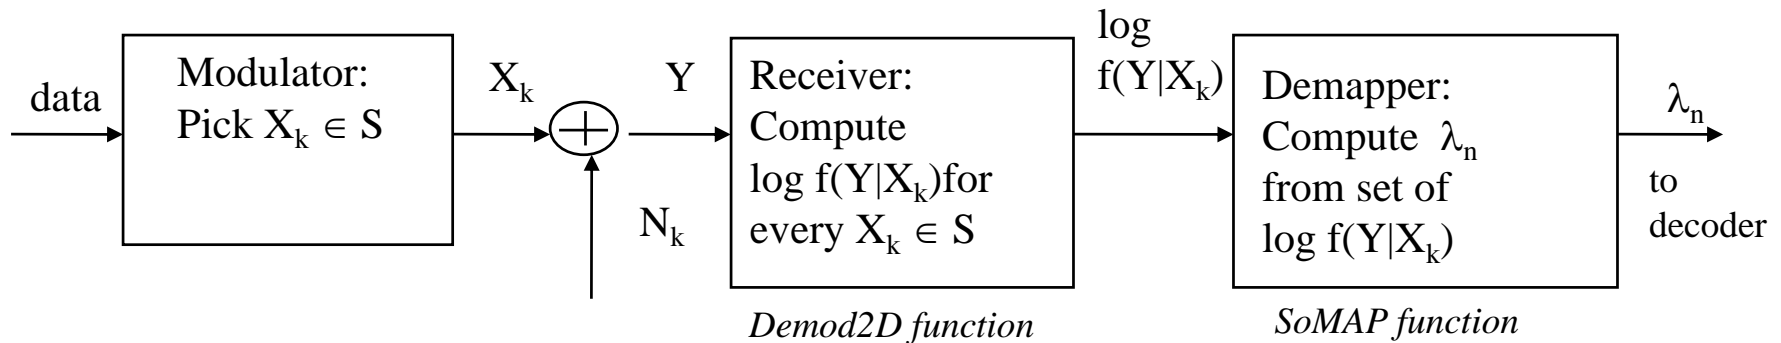 data
Modulator:
Pick Xₖ ∈ S
Xₖ
Nₖ
Y
Receiver:
Compute
log f(Y|Xₖ)for
every Xₖ ∈ S
Demod2D function
log
f(Y|Xₖ)
Demapper:
Compute λₙ
from set of
log f(Y|Xₖ)
SoMAP function
λₙ
to
decoder